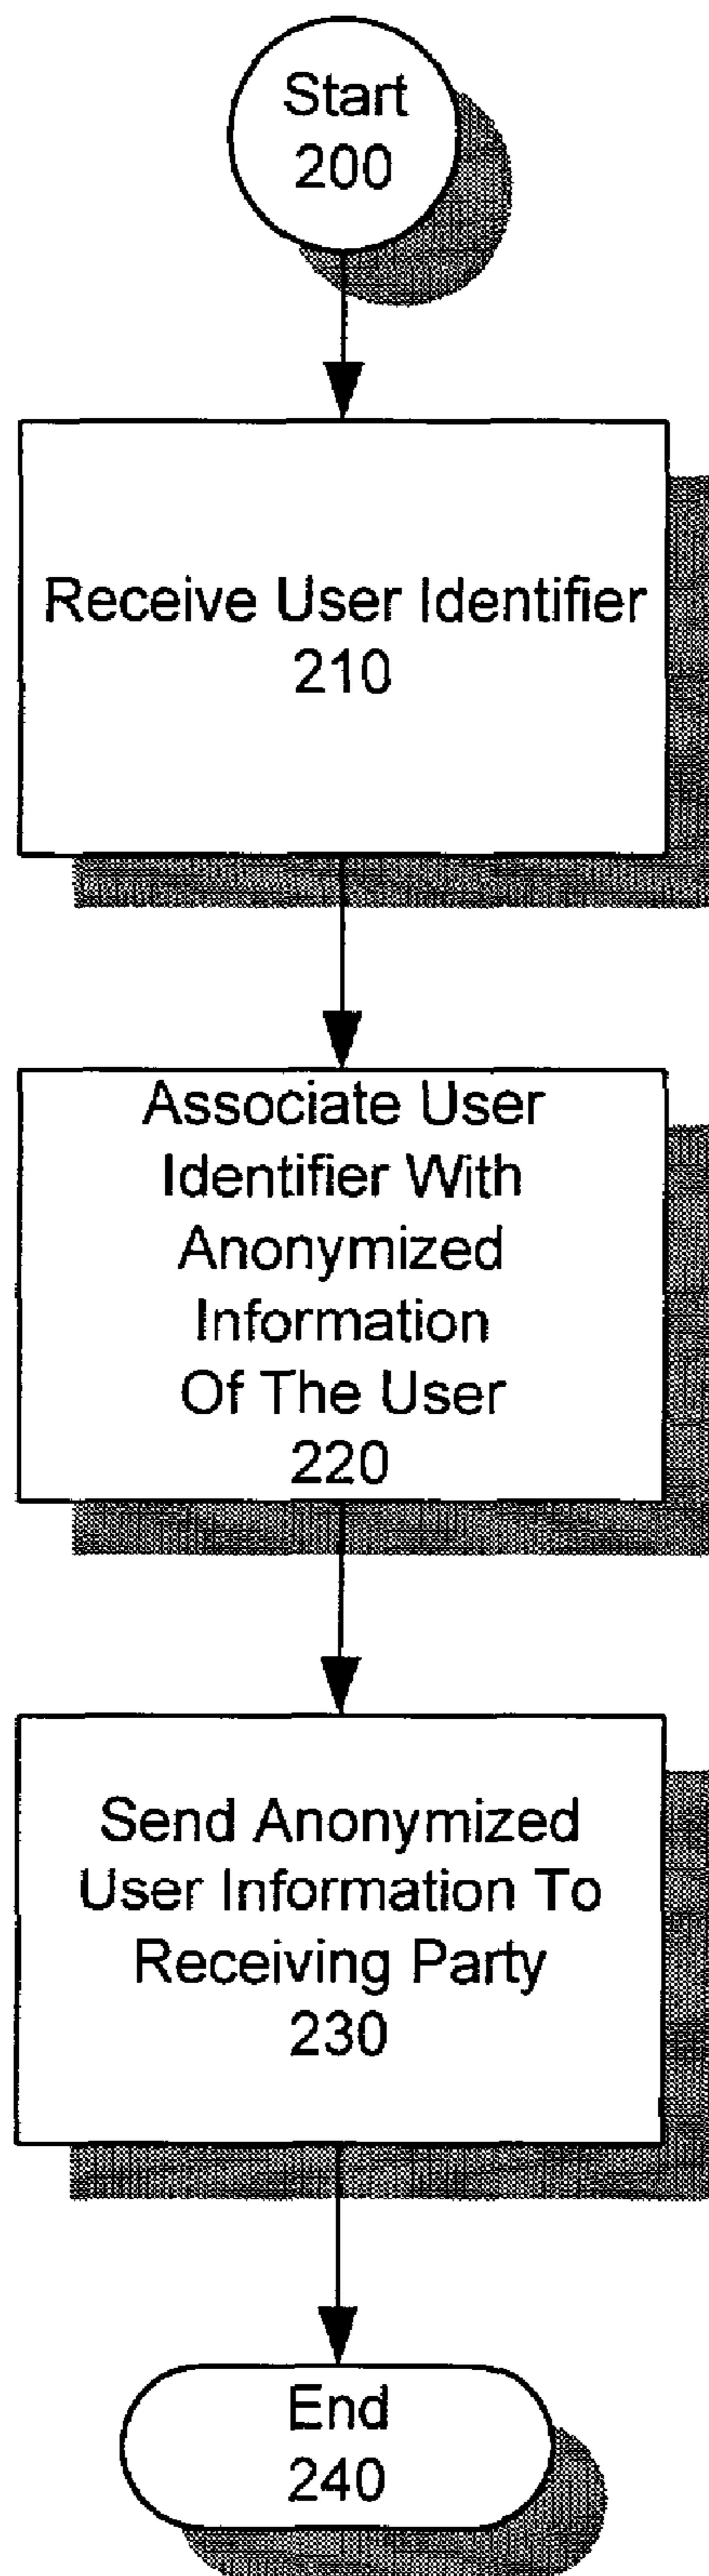 Start
200
Receive User Identifier
210
Associate User
Identifier With
Anonymized
Information
Of The User
220
Send Anonymized
User Information To
Receiving Party
230
End
240